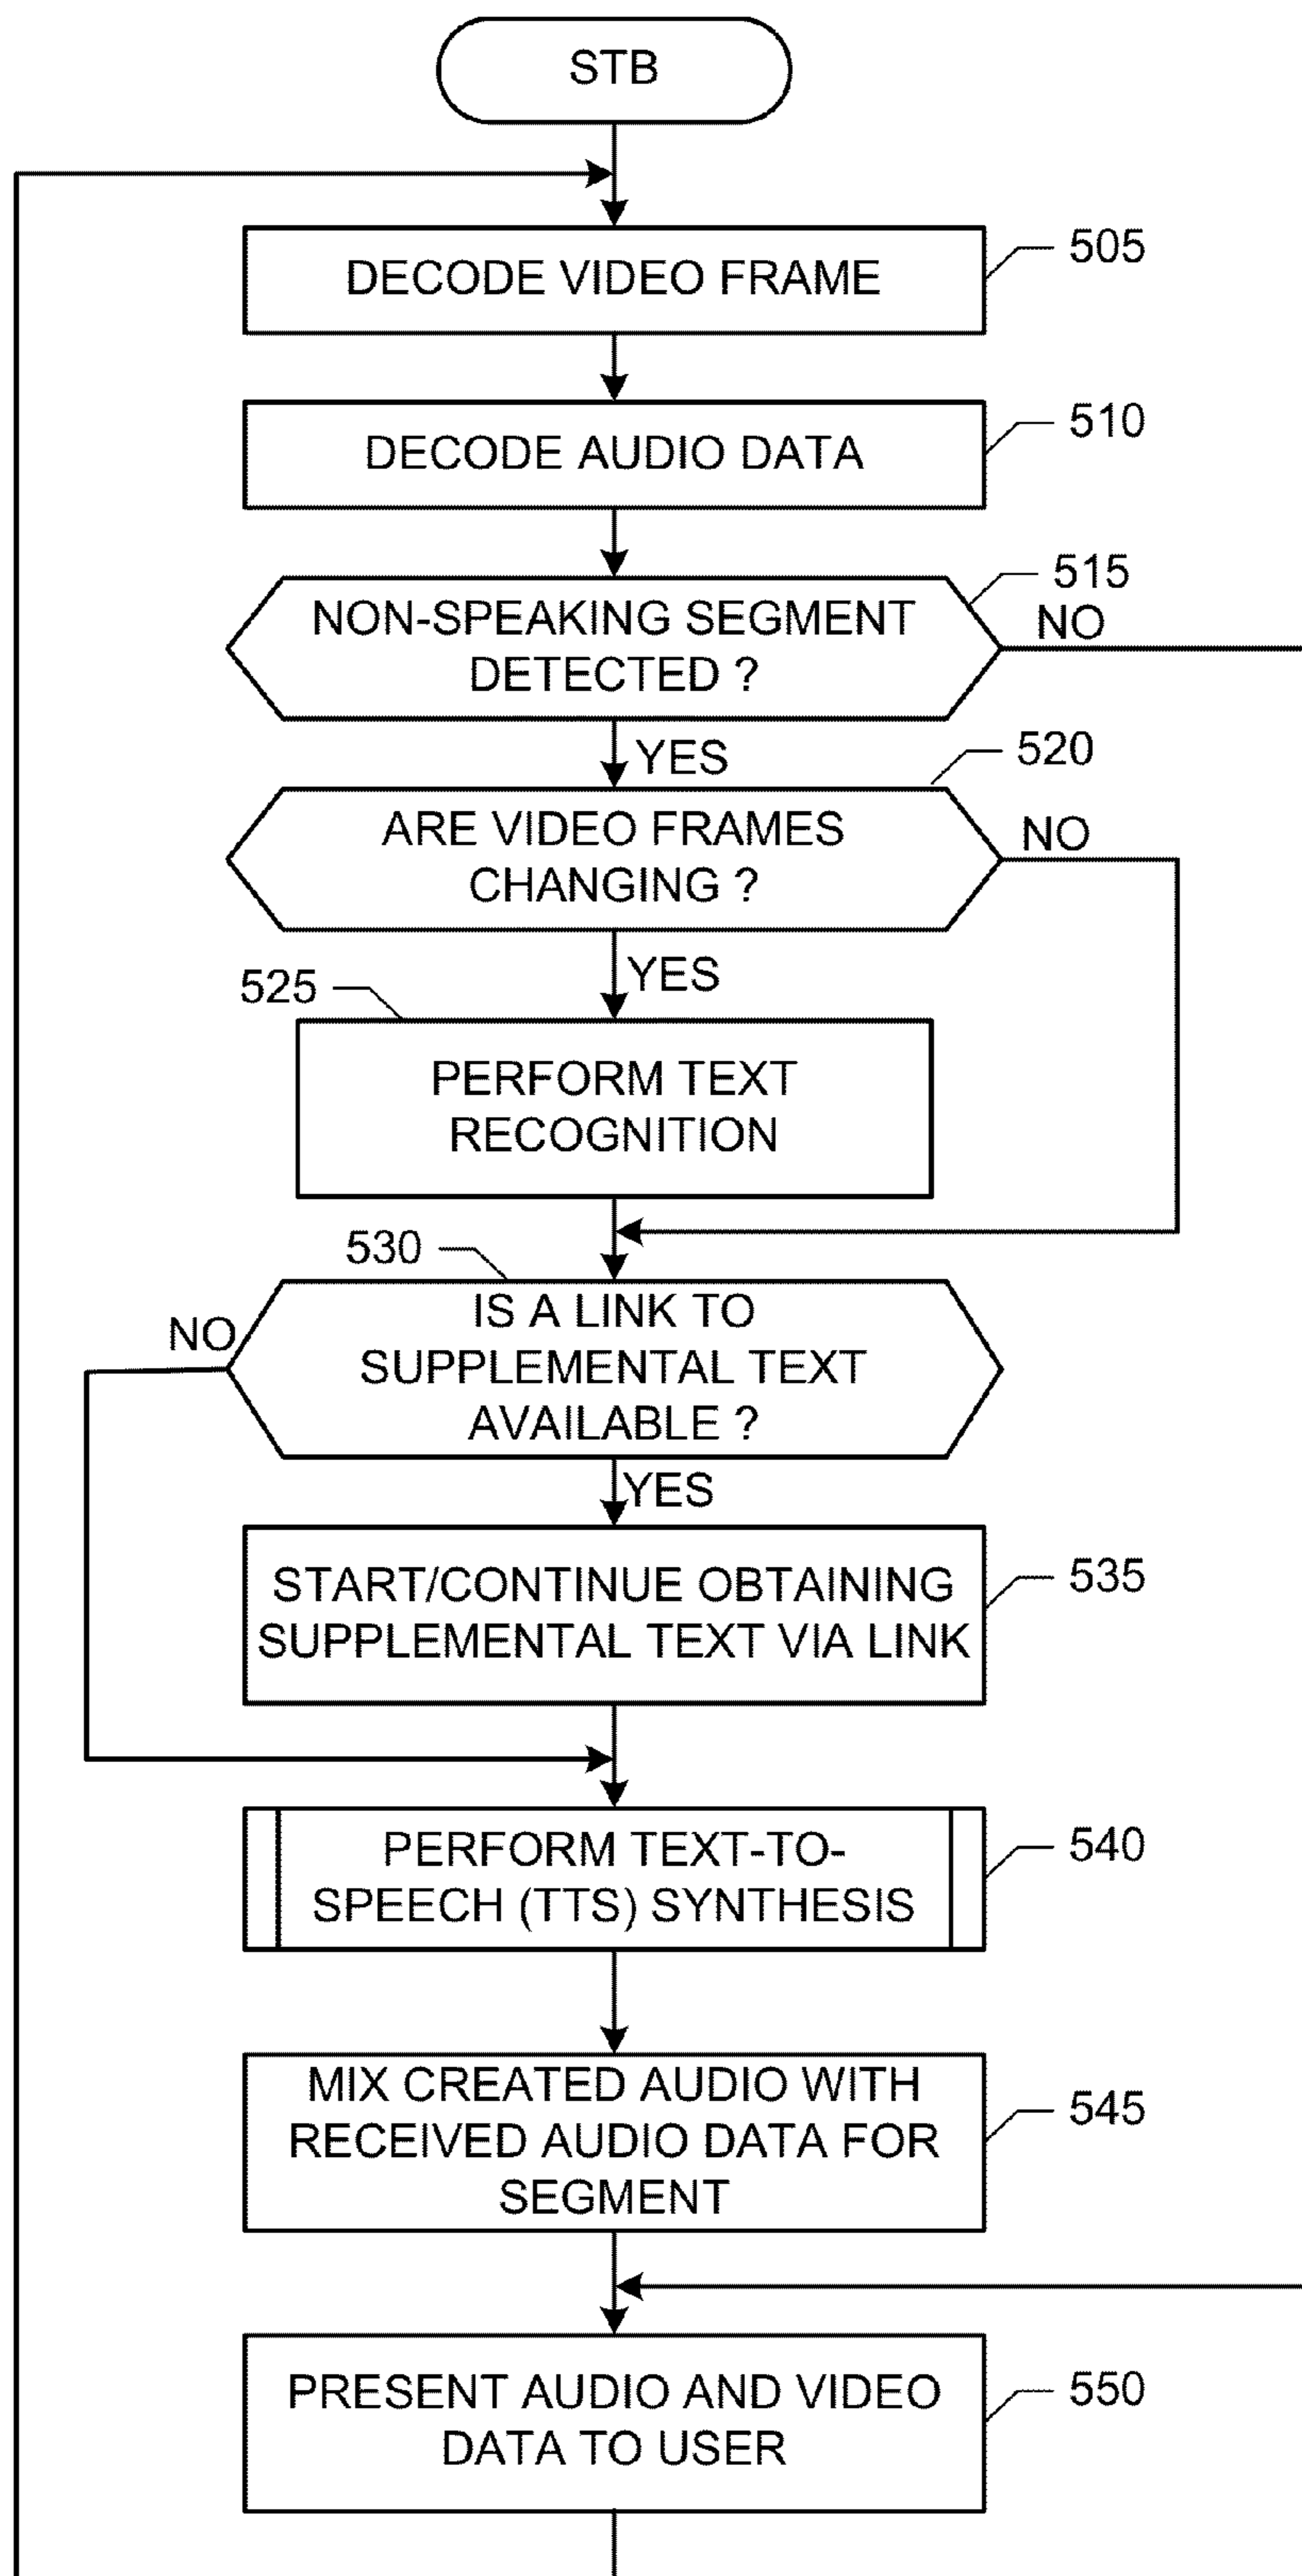 STB
DECODE VIDEO FRAME
505
DECODE AUDIO DATA
510
NON-SPEAKING SEGMENT
DETECTED ?
515
NO
YES
520
ARE VIDEO FRAMES
CHANGING ?
NO
YES
525
PERFORM TEXT
RECOGNITION
530
IS A LINK TO
SUPPLEMENTAL TEXT
AVAILABLE ?
NO
YES
START/CONTINUE OBTAINING
SUPPLEMENTAL TEXT VIA LINK
535
PERFORM TEXT-TO-
SPEECH (TTS) SYNTHESIS
540
MIX CREATED AUDIO WITH
RECEIVED AUDIO DATA FOR
SEGMENT
545
PRESENT AUDIO AND VIDEO
DATA TO USER
550